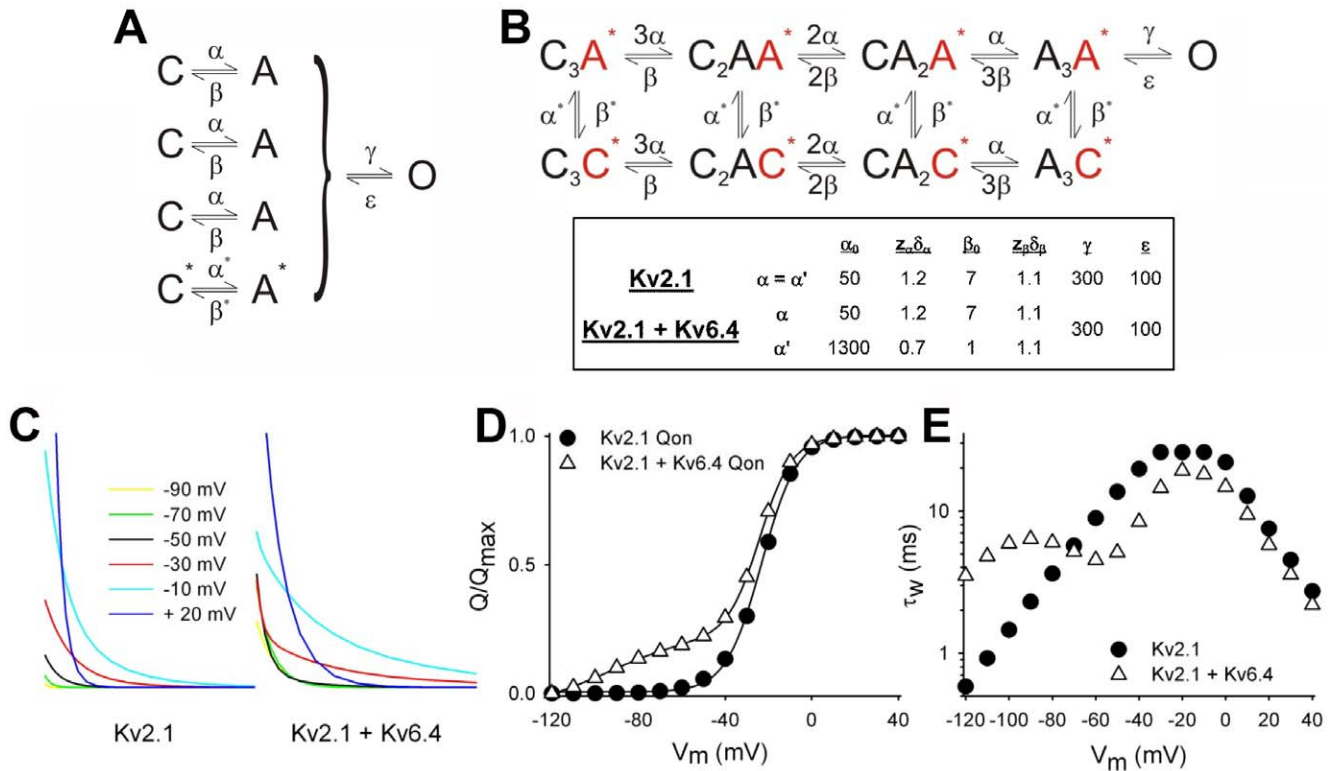 A
C α β A
C α β A
C α β A
C* α* β* A*
γ ε O
B
C₃A* 3α β C₂AA* 2α 2β CA₂A* α 3β A₃A* γ ε O
α* β* α* β* α* β* α* β*
C₃C* 3α β C₂AC* 2α 2β CA₂C* α 3β A₃C*
α₀ zαδα β₀ zβδβ γ ε
Kv2.1 α = α' 50 1.2 7 1.1 300 100
Kv2.1 + Kv6.4 α 50 1.2 7 1.1 300 100
α' 1300 0.7 1 1.1
C
-90 mV
-70 mV
-50 mV
-30 mV
-10 mV
+ 20 mV
Kv2.1
Kv2.1 + Kv6.4
D
Kv2.1 Qon
Kv2.1 + Kv6.4 Qon
Q/Qmax
1.0
0.5
0.0
-120 -80 -40 0 40
Vm (mV)
E
τW (ms)
10
1
Kv2.1
Kv2.1 + Kv6.4
-120 -100 -80 -60 -40 -20 0 20 40
Vm (mV)